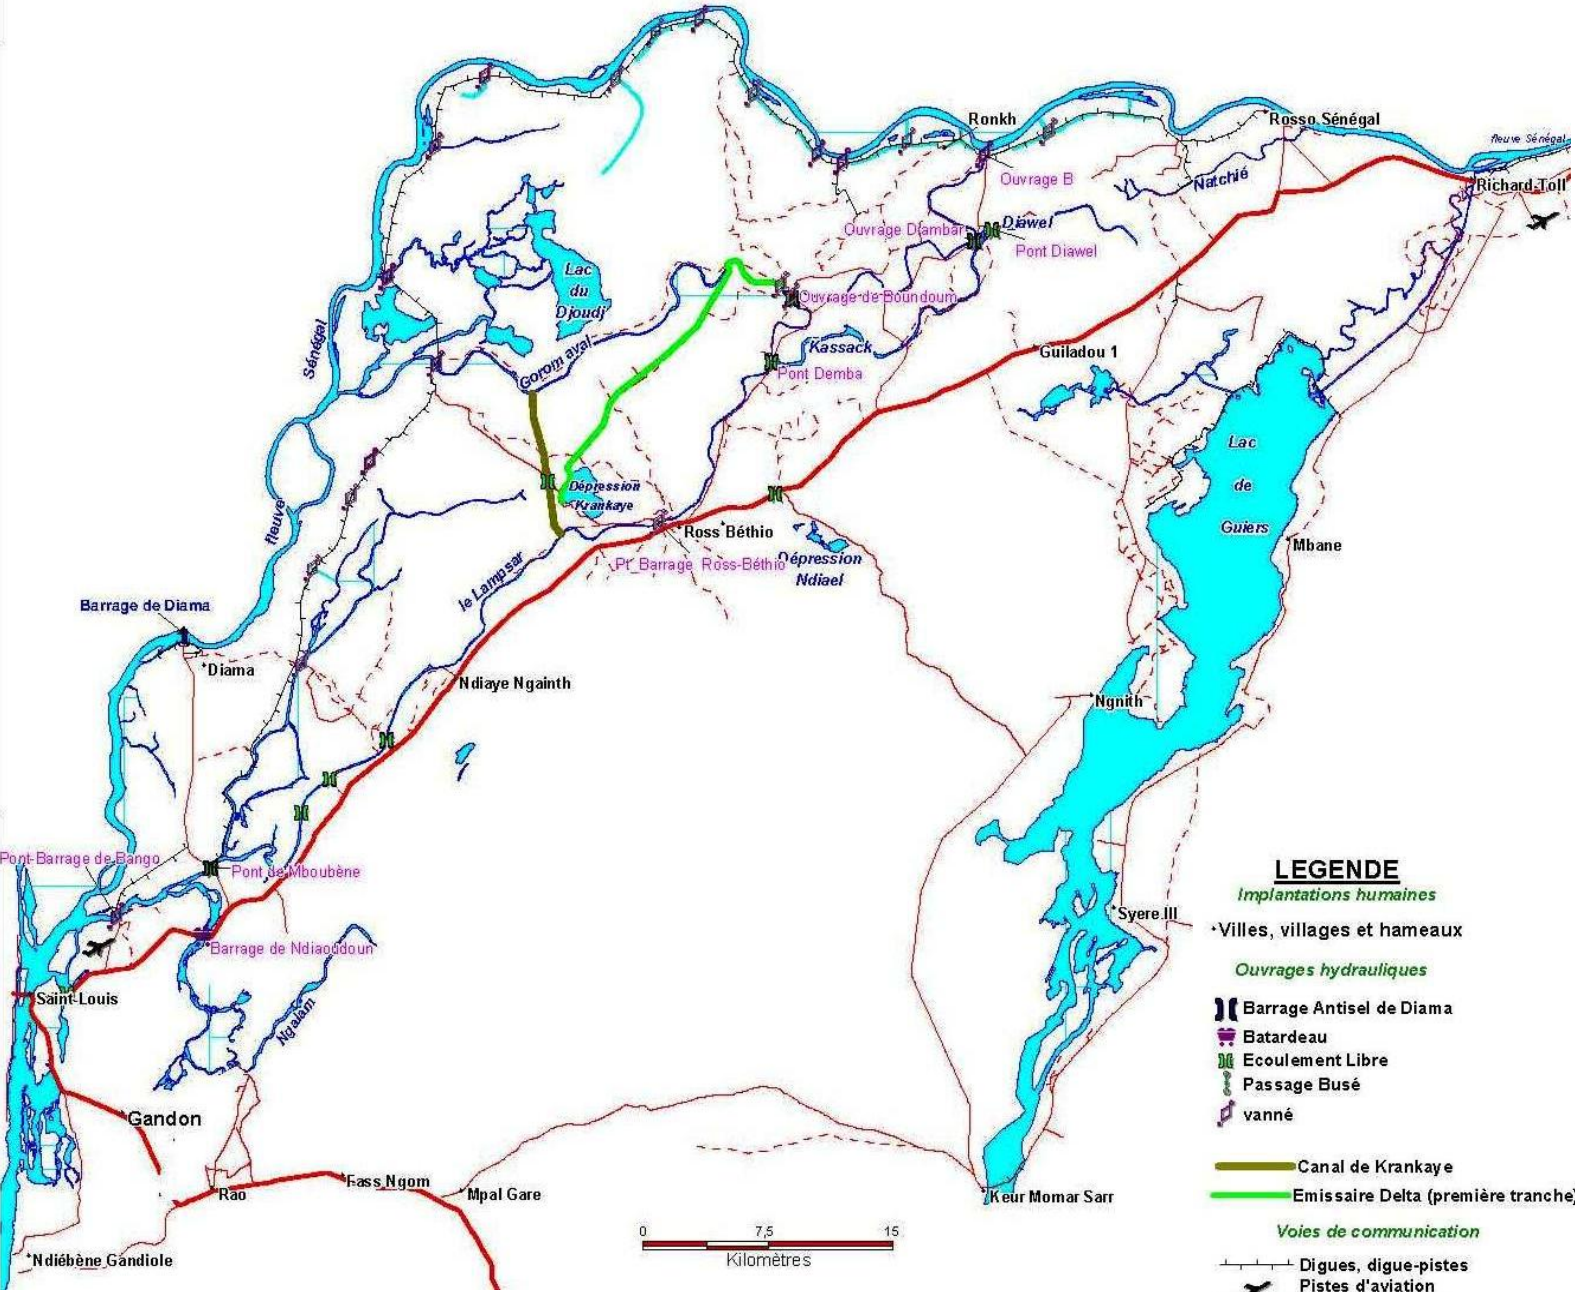 Ronkh
Rosso Sénégal
fleuve Sénégal
Richard-Toll
Ouvrage B
Natchié
Ouvrage Diambar
Diawel
Pont Diawel
Lac
du
Djoudj
Ouvrage de Boundoum
Sénégal
Gorom aval
Kassack
Guiladou 1
Pont Demba
Lac
de
Guiers
Dépression
Krankaye
fleuve
Ross Béthio
Mbane
Pt_Barrage Ross-Béthio
Dépression
Ndiael
le Lampsar
Barrage de Diama
Diama
Ndiaye Ngainth
Ngnith
Pont-Barrage de Bango
Pont de Mboubène
Syere III
Barrage de Ndiaoudoun
Saint-Louis
Ngalam
Gandon
Rao
Fass Ngom
Mpal Gare
Keur Momar Sarr
Ndiébène Gandiole
0 7,5 15
Kilomètres
LEGENDE
Implantations humaines
Villes, villages et hameaux
Ouvrages hydrauliques
Barrage Antisel de Diama
Batardeau
Ecoulement Libre
Passage Busé
vanné
Canal de Krankaye
Emissaire Delta (première tranche)
Voies de communication
Digues, digue-pistes
Pistes d'aviation